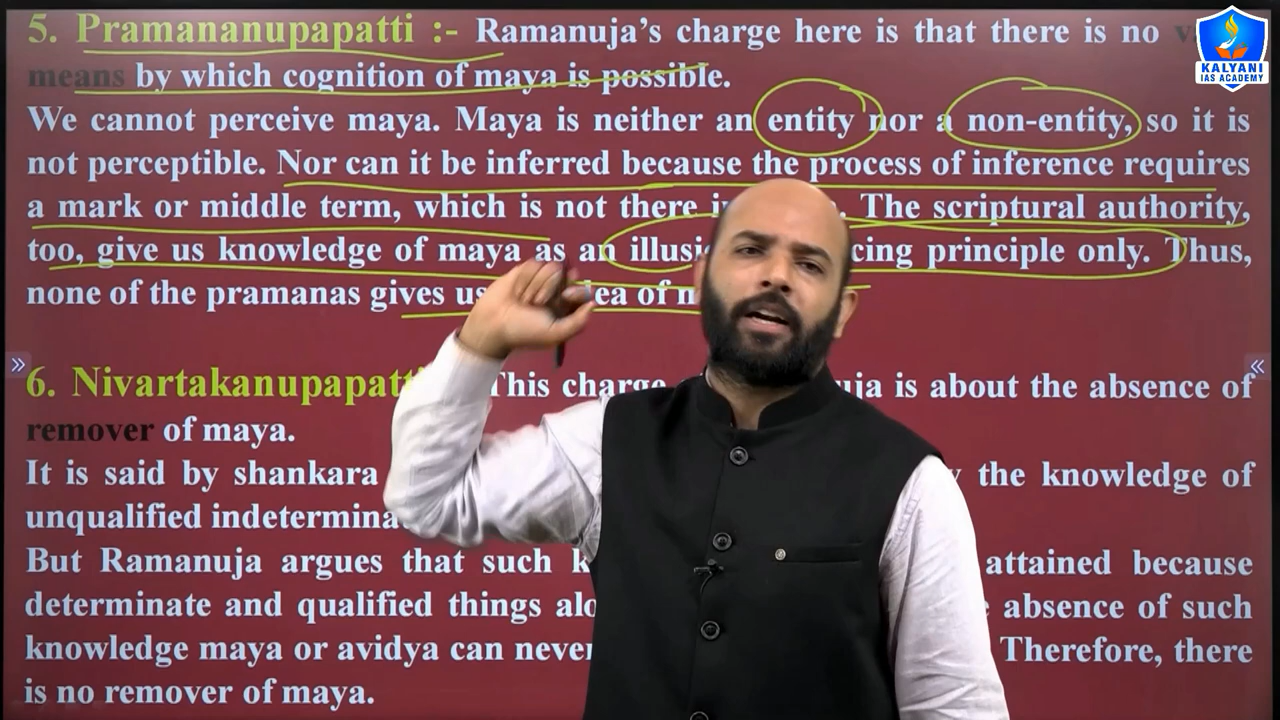 5. Pramananupapatti :- Ramanuja's charge here is that there is no
means by which cognition of maya is possible.
We cannot perceive maya. Maya is neither an entity nor a non-entity, so it is
not perceptible. Nor can it be inferred because the process of inference requires
a mark or middle term, which is not there The scriptural authority,
too, give us knowledge of maya as an principle only. Thus,
none of the pramanas gives us of
6. Nivartakanupapatti This charge is about the absence of
remover of maya.
It is said by shankara the knowledge of
unqualified
But Ramanuja argues that such attained because
determinate and qualified things absence of such
knowledge maya or avidya can never Therefore, there
is no remover of maya.
KALYANI
IAS ACADEMY